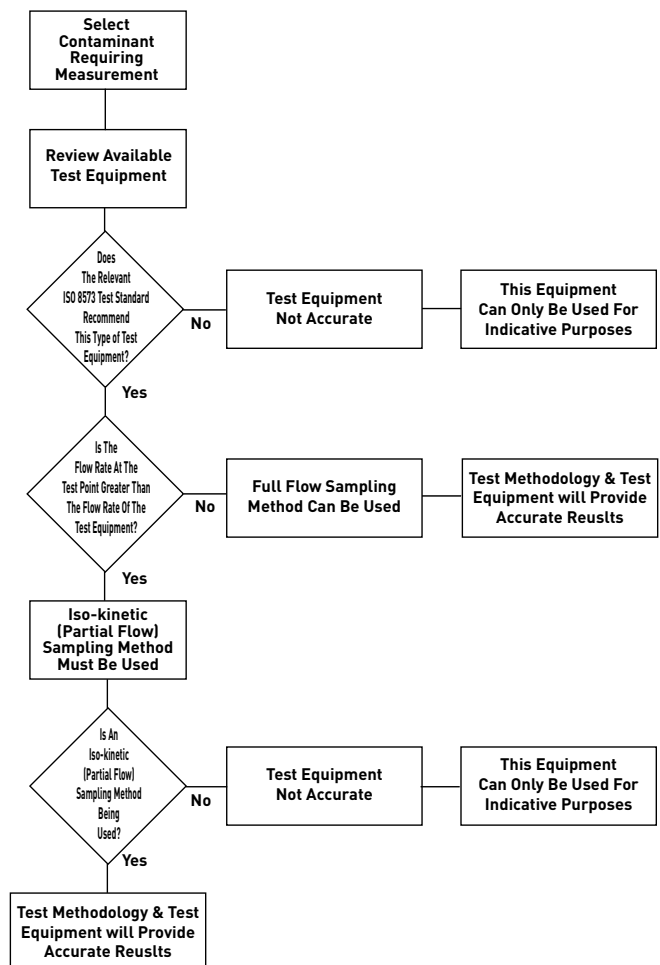 Select
Contaminant
Requiring
Measurement
Review Available
Test Equipment
Does
The Relevant
ISO 8573 Test Standard
Recommend
This Type of Test
Equipment?
No
Test Equipment
Not Accurate
This Equipment
Can Only Be Used For
Indicative Purposes
Yes
Is The
Flow Rate At The
Test Point Greater Than
The Flow Rate Of The
Test Equipment?
No
Full Flow Sampling
Method Can Be Used
Test Methodology & Test
Equipment will Provide
Accurate Reuslts
Yes
Iso-kinetic
(Partial Flow)
Sampling Method
Must Be Used
Is An
Iso-kinetic
(Partial Flow)
Sampling Method
Being
Used?
No
Test Equipment
Not Accurate
This Equipment
Can Only Be Used For
Indicative Purposes
Yes
Test Methodology & Test
Equipment will Provide
Accurate Reuslts